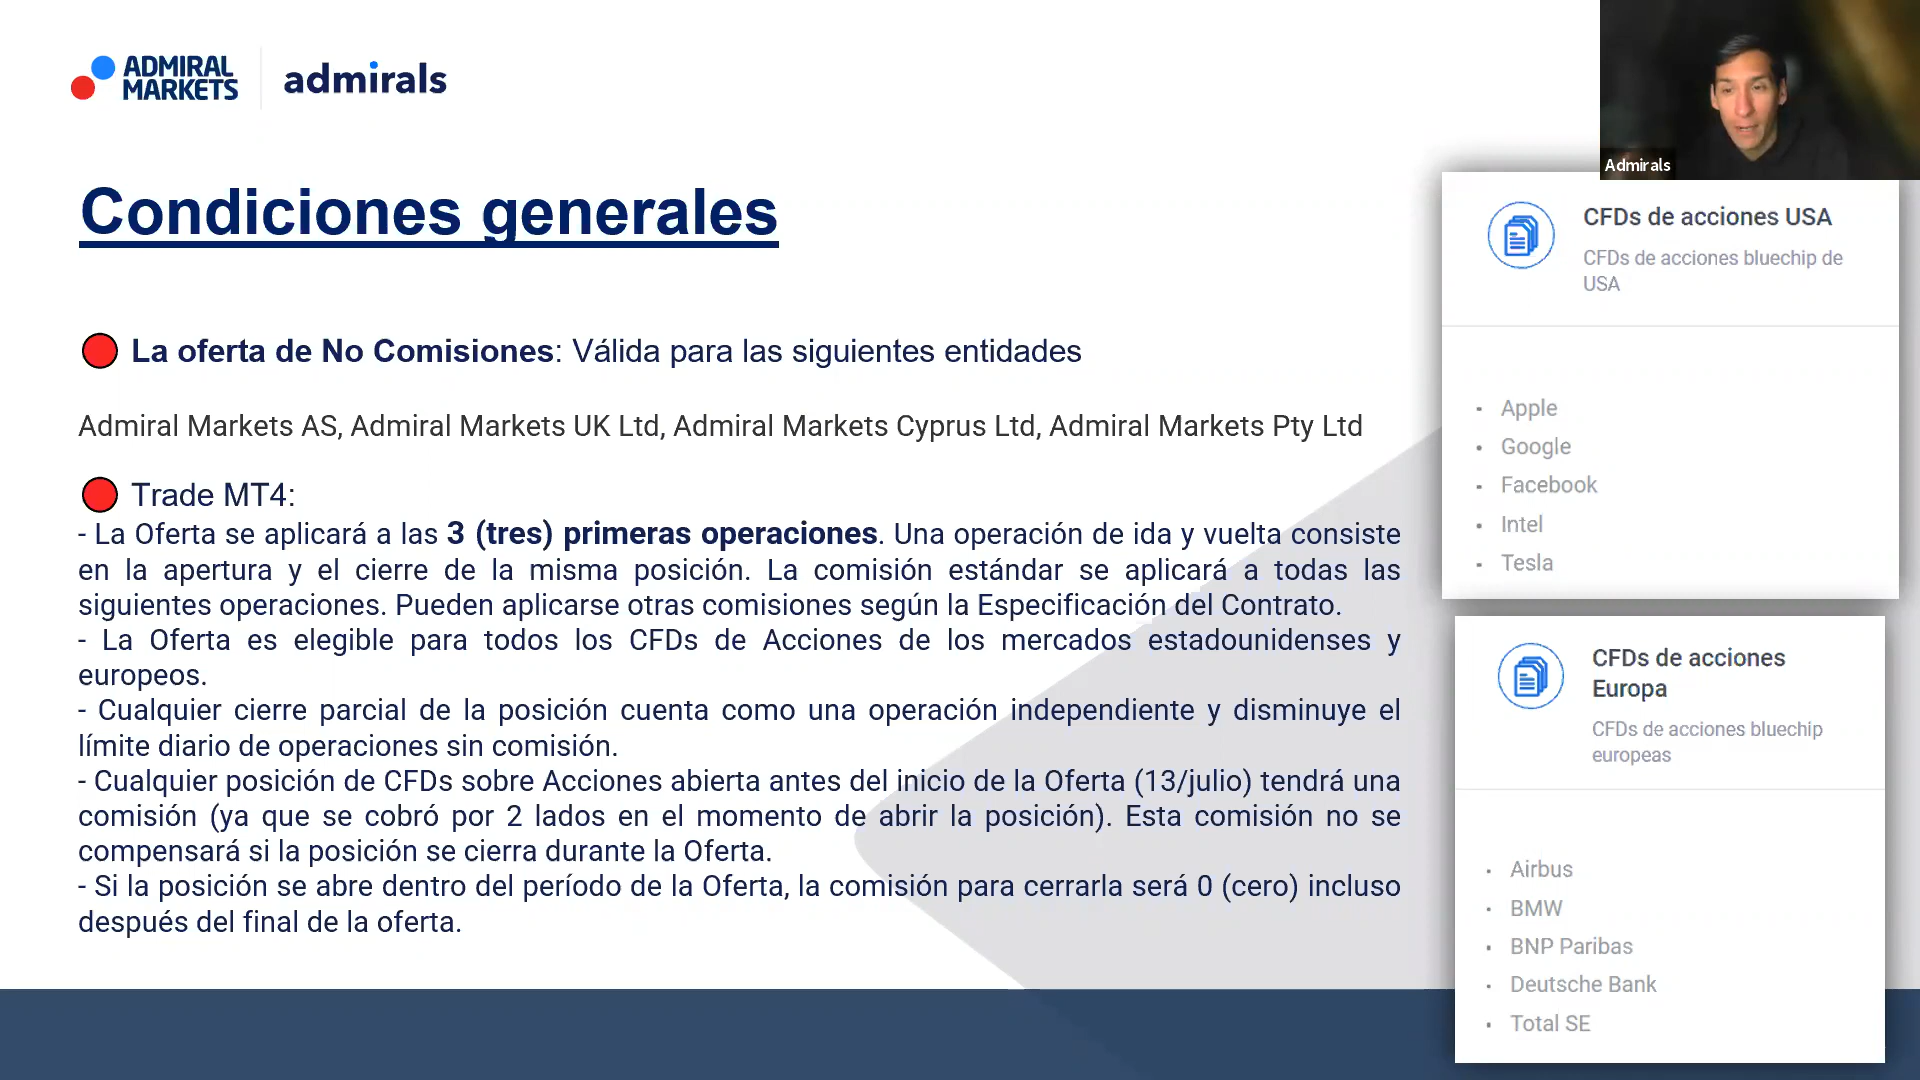 ADMIRAL
MARKETS
admirals
Admirals
Condiciones generales
La oferta de No Comisiones: Válida para las siguientes entidades
Admiral Markets AS, Admiral Markets UK Ltd, Admiral Markets Cyprus Ltd, Admiral Markets Pty Ltd
Trade MT4:
- La Oferta se aplicará a las 3 (tres) primeras operaciones. Una operación de ida y vuelta consiste
en la apertura y el cierre de la misma posición. La comisión estándar se aplicará a todas las
siguientes operaciones. Pueden aplicarse otras comisiones según la Especificación del Contrato.
- La Oferta es elegible para todos los CFDs de Acciones de los mercados estadounidenses y
europeos.
- Cualquier cierre parcial de la posición cuenta como una operación independiente y disminuye el
límite diario de operaciones sin comisión.
- Cualquier posición de CFDs sobre Acciones abierta antes del inicio de la Oferta (13/julio) tendrá una
comisión (ya que se cobró por 2 lados en el momento de abrir la posición). Esta comisión no se
compensará si la posición se cierra durante la Oferta.
- Si la posición se abre dentro del período de la Oferta, la comisión para cerrarla será 0 (cero) incluso
después del final de la oferta.
CFDs de acciones USA
CFDs de acciones bluechip de
USA
Apple
Google
Facebook
Intel
Tesla
CFDs de acciones
Europa
CFDs de acciones bluechip
europeas
Airbus
BMW
BNP Paribas
Deutsche Bank
Total SE